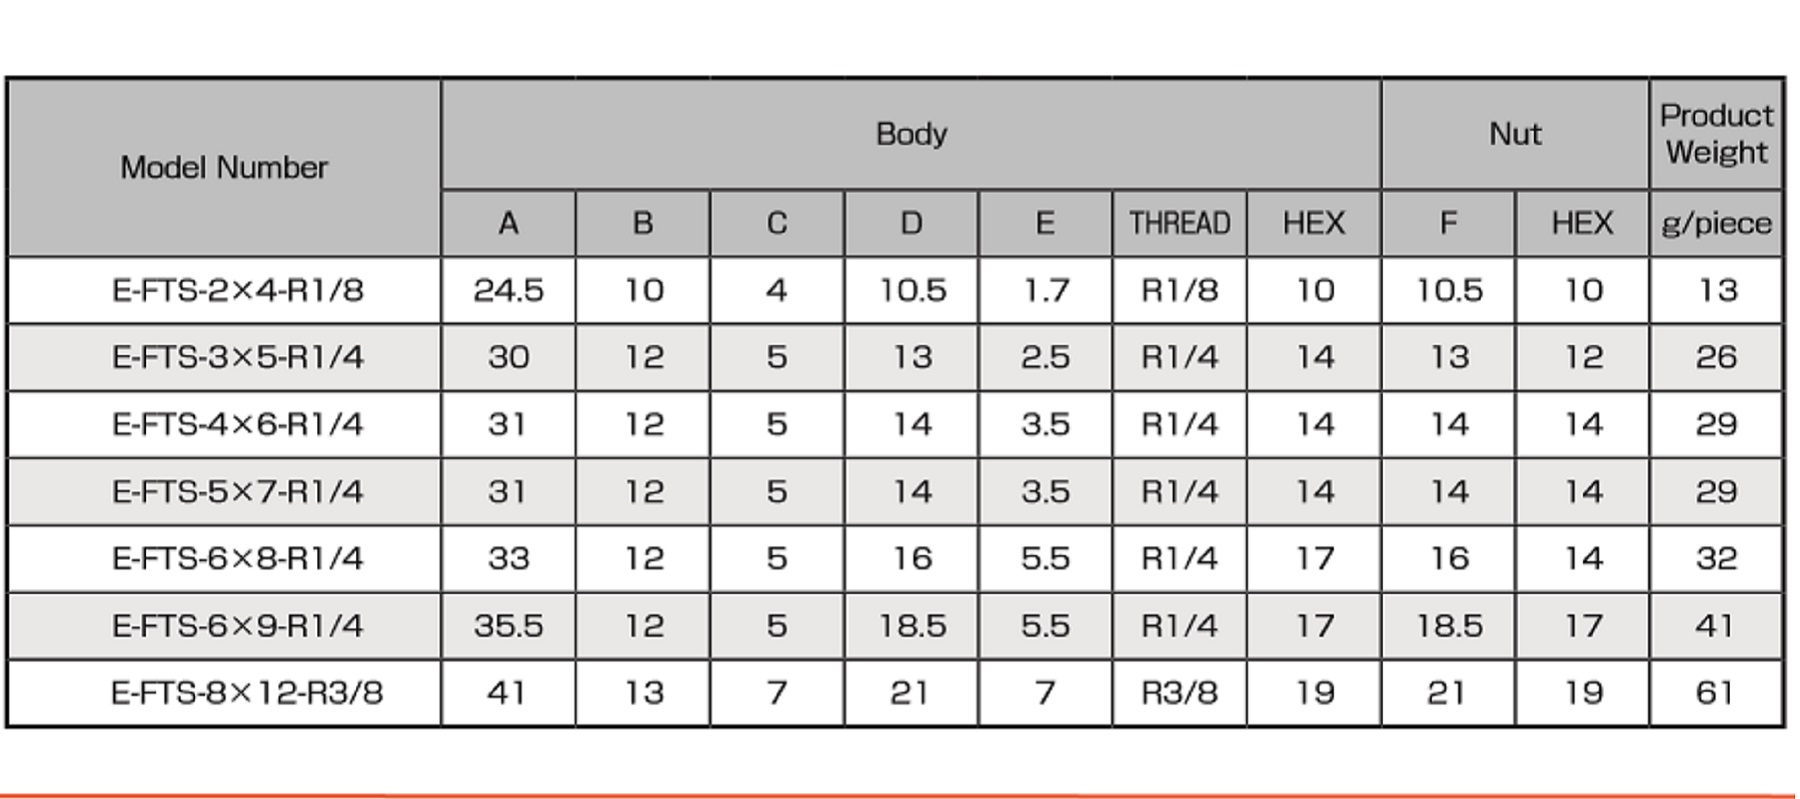 Model Number Body Nut Product Weight
A B C D E THREAD HEX F HEX g/piece
E-FTS-2×4-R1/8 24.5 10 4 10.5 1.7 R1/8 10 10.5 10 13
E-FTS-3×5-R1/4 30 12 5 13 2.5 R1/4 14 13 12 26
E-FTS-4×6-R1/4 31 12 5 14 3.5 R1/4 14 14 14 29
E-FTS-5×7-R1/4 31 12 5 14 3.5 R1/4 14 14 14 29
E-FTS-6×8-R1/4 33 12 5 16 5.5 R1/4 17 16 14 32
E-FTS-6×9-R1/4 35.5 12 5 18.5 5.5 R1/4 17 18.5 17 41
E-FTS-8×12-R3/8 41 13 7 21 7 R3/8 19 21 19 61